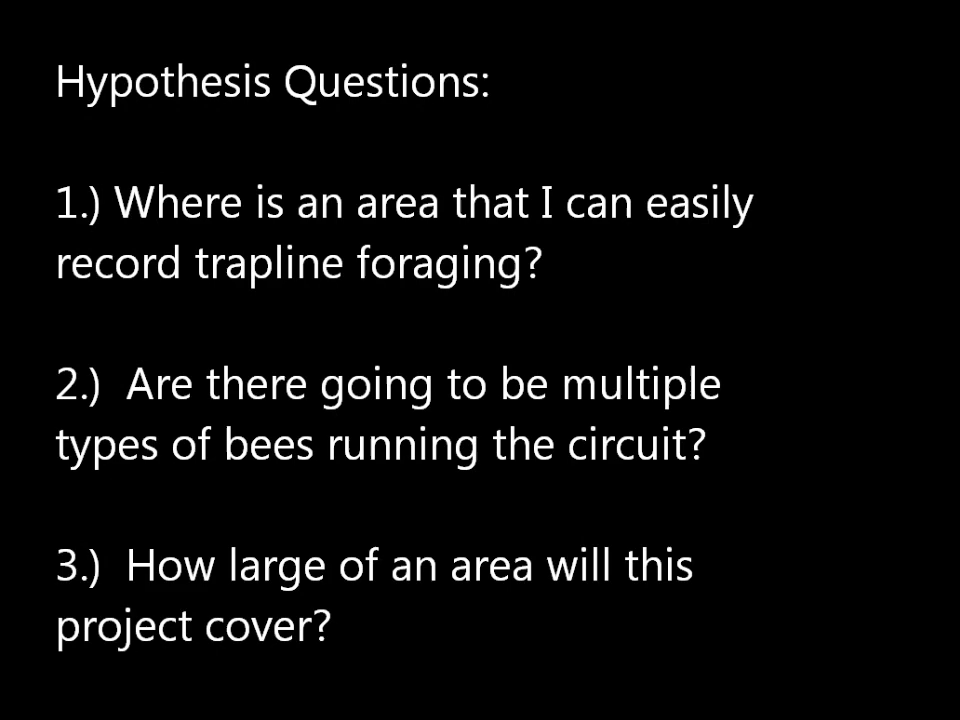 Hypothesis Questions:
1.) Where is an area that I can easily
record trapline foraging?
2.)  Are there going to be multiple
types of bees running the circuit?
3.)  How large of an area will this
project cover?